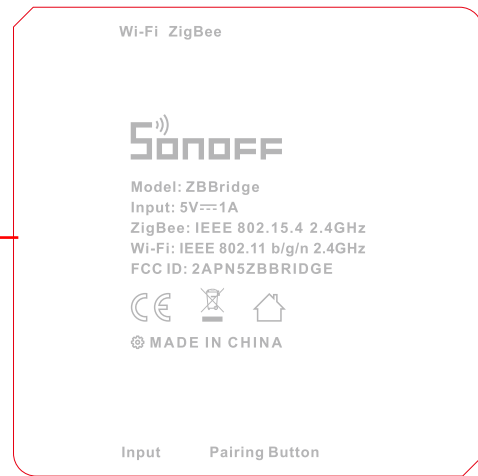 Wi-Fi ZigBee
SONOFF
Model: ZBBridge
Input: 5V⎓1A
ZigBee: IEEE 802.15.4 2.4GHz
Wi-Fi: IEEE 802.11 b/g/n 2.4GHz
FCC ID: 2APN5ZBBRIDGE
CE
MADE IN CHINA
Input Pairing Button